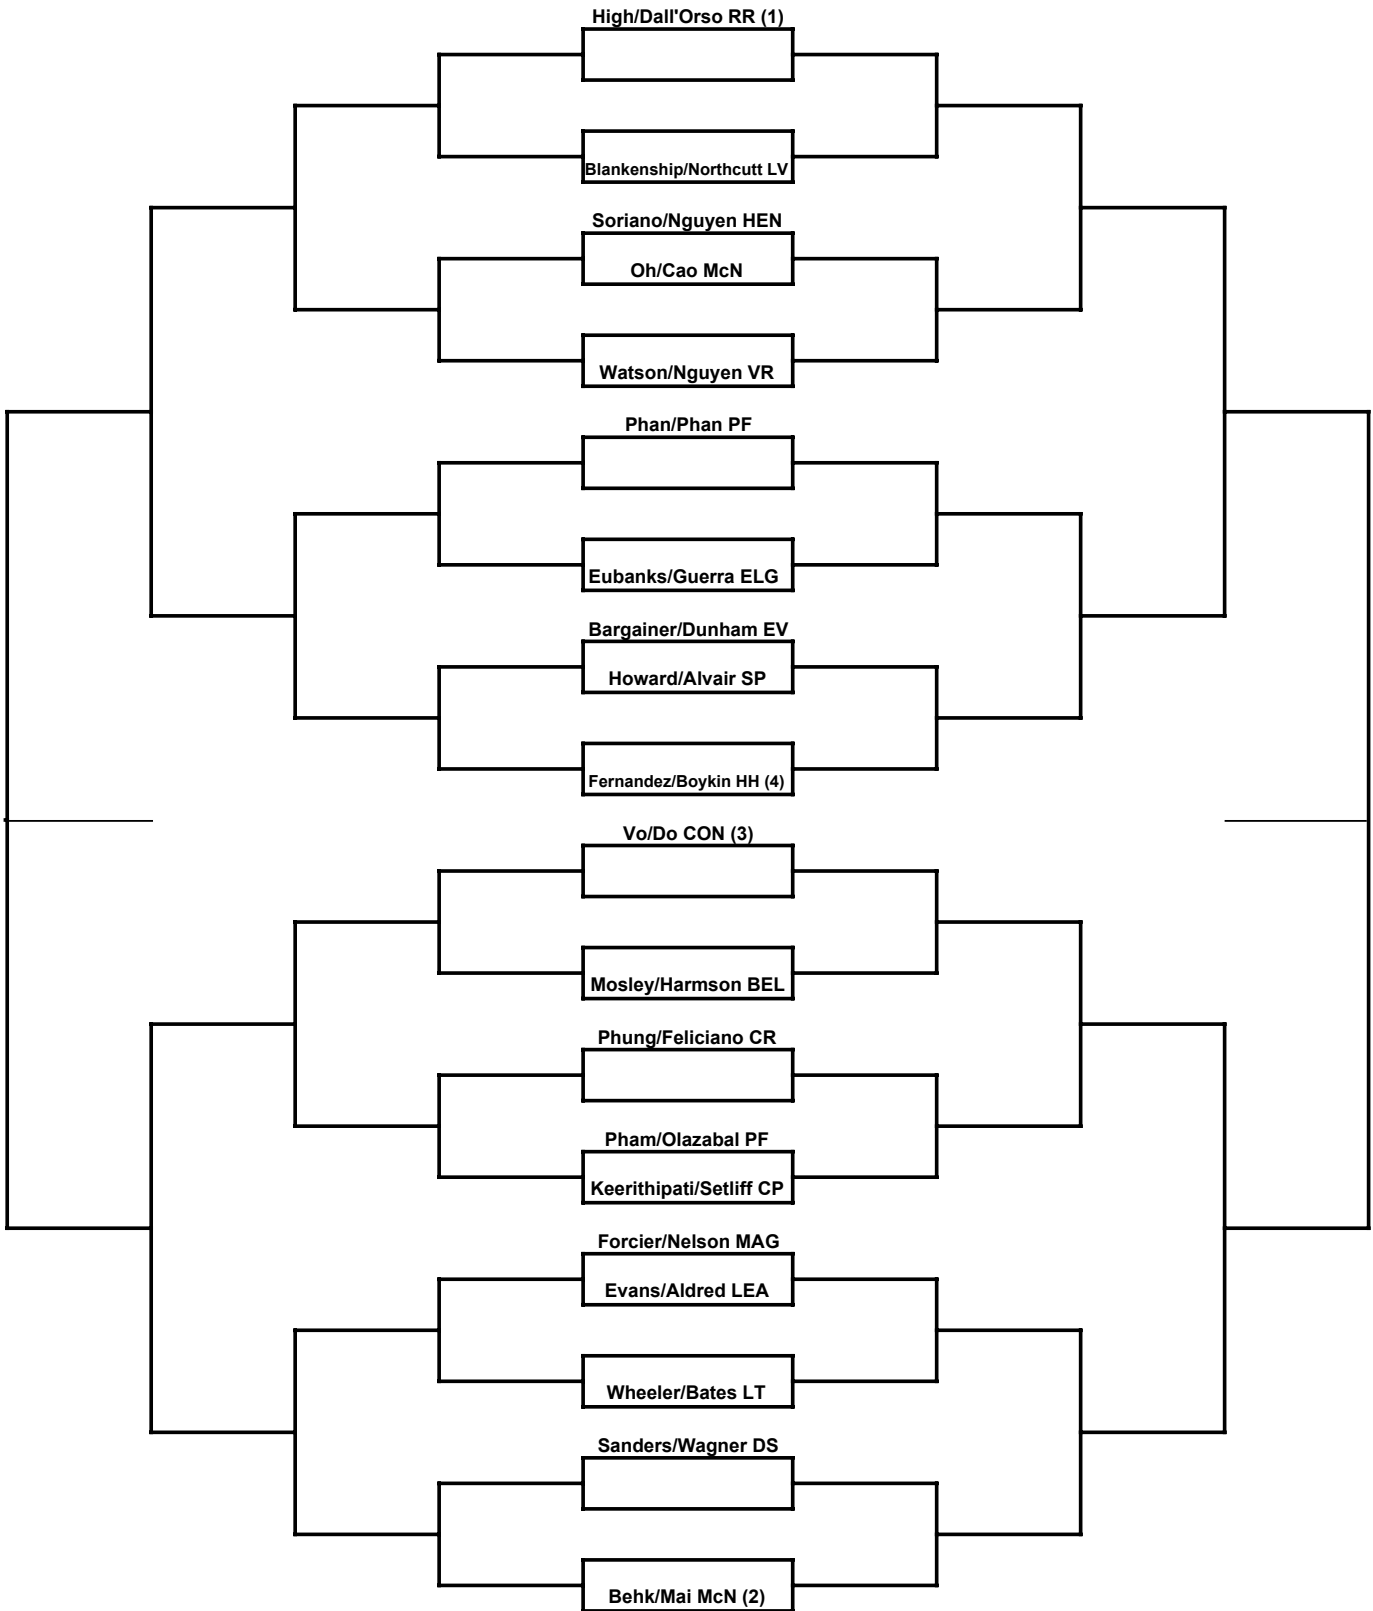 High/Dall'Orso RR (1)
Blankenship/Northcutt LV
Soriano/Nguyen HEN
Oh/Cao McN
Watson/Nguyen VR
Phan/Phan PF
Eubanks/Guerra ELG
Bargainer/Dunham EV
Howard/Alvair SP
Fernandez/Boykin HH (4)
Vo/Do CON (3)
Mosley/Harmson BEL
Phung/Feliciano CR
Pham/Olazabal PF
Keerithipati/Setliff CP
Forcier/Nelson MAG
Evans/Aldred LEA
Wheeler/Bates LT
Sanders/Wagner DS
Behk/Mai McN (2)